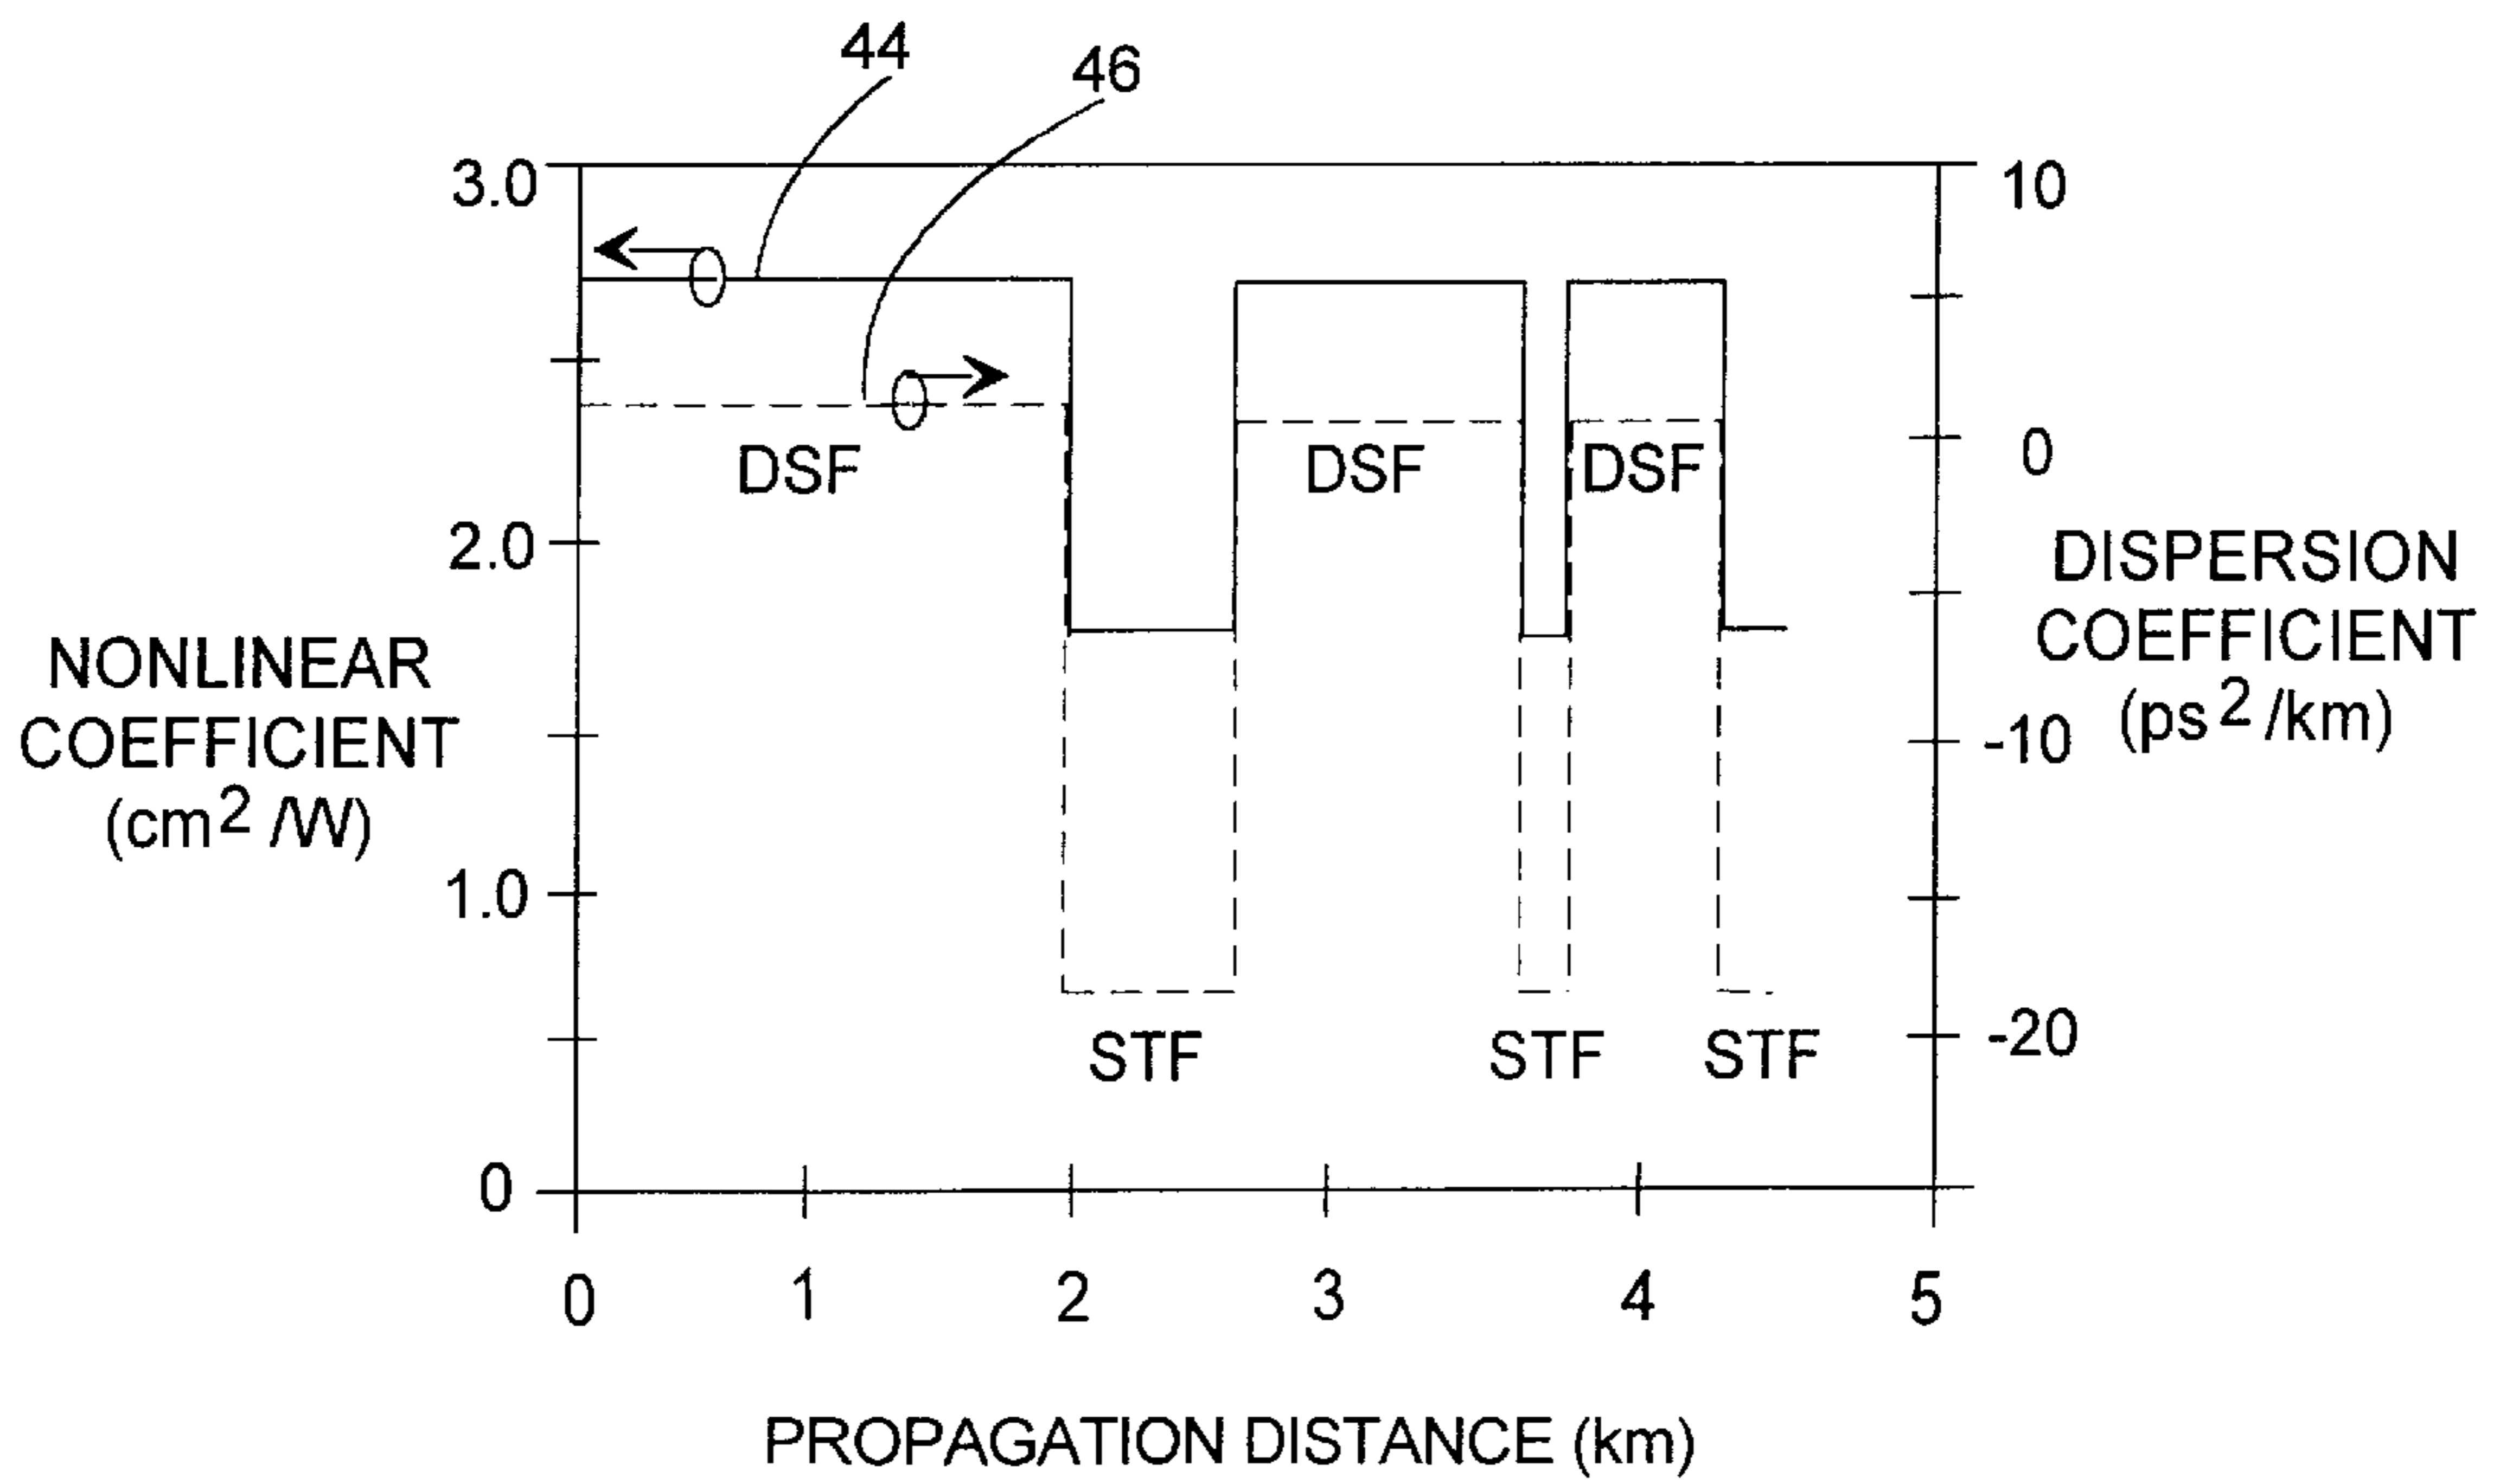 44
46
3.0
10
DSF
DSF
DSF
0
2.0
DISPERSION
COEFFICIENT
(ps2/km)
NONLINEAR
COEFFICIENT
(cm2/W)
-10
1.0
-20
STF
STF
STF
0
0
1
2
3
4
5
PROPAGATION DISTANCE (km)